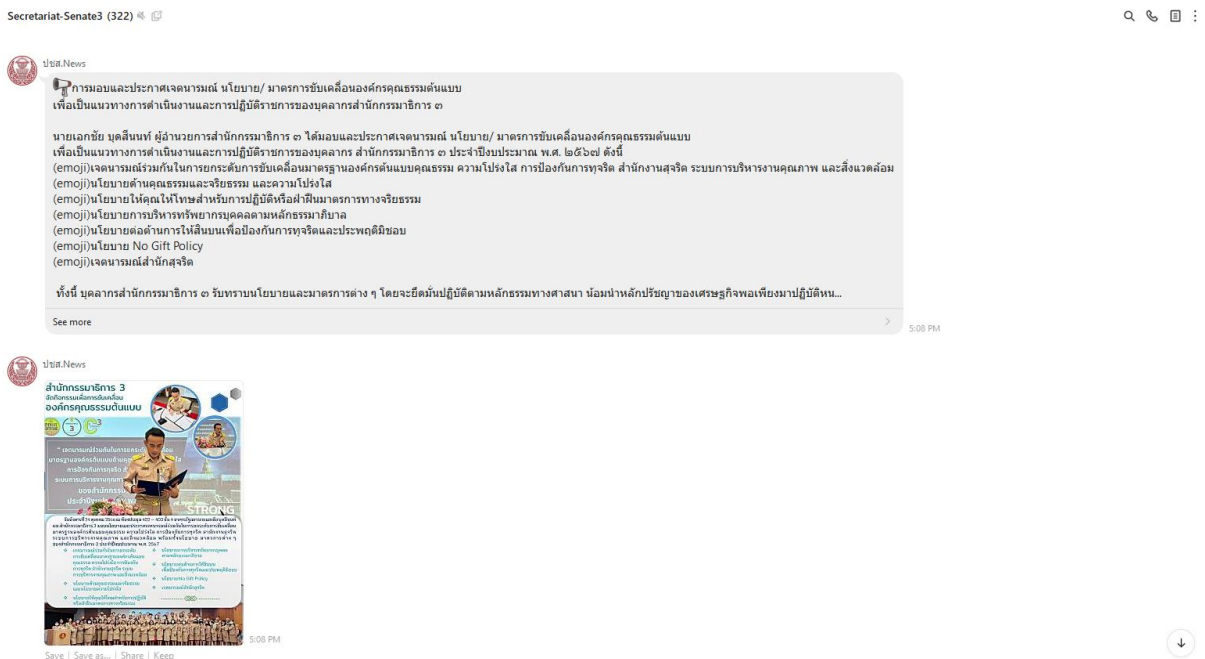 Secretariat-Senate3 (322)
ปชส.News
การมอบและประกาศเจตนารมณ์ นโยบาย/ มาตรการขับเคลื่อนองค์กรคุณธรรมต้นแบบ
เพื่อเป็นแนวทางการดำเนินงานและการปฏิบัติราชการของบุคลากรสำนักกรรมาธิการ ๓
นายเอกชัย บุดสีนนท์ ผู้อำนวยการสำนักกรรมาธิการ ๓ ได้มอบและประกาศเจตนารมณ์ นโยบาย/ มาตรการขับเคลื่อนองค์กรคุณธรรมต้นแบบ
เพื่อเป็นแนวทางการดำเนินงานและการปฏิบัติราชการของบุคลากร สำนักกรรมาธิการ ๓ ประจำปีงบประมาณ พ.ศ. ๒๕๖๗ ดังนี้
(emoji)เจตนารมณ์ร่วมกันในการยกระดับการขับเคลื่อนมาตรฐานองค์กรต้นแบบคุณธรรม ความโปร่งใส การป้องกันการทุจริต สำนักงานสุจริต ระบบการบริหารงานคุณภาพ และสิ่งแวดล้อม
(emoji)นโยบายด้านคุณธรรมและจริยธรรม และความโปร่งใส
(emoji)นโยบายให้คุณให้โทษสำหรับการปฏิบัติหรือฝ่าฝืนมาตรการทางจริยธรรม
(emoji)นโยบายการบริหารทรัพยากรบุคคลตามหลักธรรมาภิบาล
(emoji)นโยบายต่อต้านการให้สินบนเพื่อป้องกันการทุจริตและประพฤติมิชอบ
(emoji)นโยบาย No Gift Policy
(emoji)เจตนารมณ์สำนักสุจริต
ทั้งนี้ บุคลากรสำนักกรรมาธิการ ๓ รับทราบนโยบายและมาตรการต่าง ๆ โดยจะยึดมั่นปฏิบัติตามหลักธรรมทางศาสนา น้อมนำหลักปรัชญาของเศรษฐกิจพอเพียงมาปฏิบัติหน...
See more
5:08 PM
ปชส.News
สำนักกรรมาธิการ 3
จัดกิจกรรมเพื่อการขับเคลื่อน
องค์กรคุณธรรมต้นแบบ
STRONG
นโยบาย No Gift Policy
5:08 PM
Save | Save as... | Share | Keep